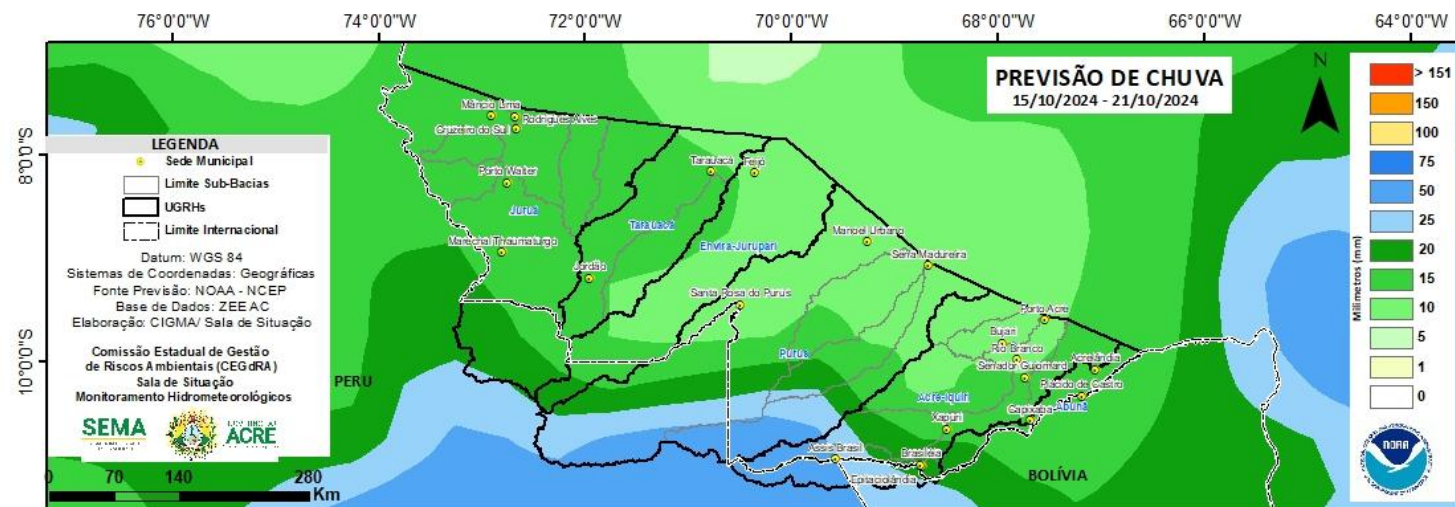 76°0'0"W
74°0'0"W
72°0'0"W
70°0'0"W
68°0'0"W
66°0'0"W
64°0'0"W
8°0'0"S
10°0'0"S
PREVISÃO DE CHUVA
15/10/2024 - 21/10/2024
N
LEGENDA
Sede Municipal
Limite Sub-Bacias
UGRHs
Limite Internacional
Datum: WGS 84
Sistemas de Coordenadas: Geográficas
Fonte Previsão: NOAA - NCEP
Base de Dados: ZEE AC
Elaboração: CIGMA/ Sala de Situação
Comissão Estadual de Gestão
de Riscos Ambientais (CEGdRA)
Sala de Situação
Monitoramento Hidrometeorológicos
SEMA
ACRE
0 70 140 280
Km
Mâncio Lima
Rodrigues Alves
Cruzeiro do Sul
Porto Walter
Juruá
Marechal Thraumaturgo
Jordão
Tarauacá
Feijó
Tarauacá
Envira-Jurupari
Manoel Urbano
Sena Madureira
Santa Rosa do Purus
Purus
Porto Acre
Bujari
Rio Branco
Senador Guiomard
Acrelândia
Plácido de Castro
Abunã
Acre-Iquiri
Capixaba
Xapuri
Assis Brasil
Brasiléia
Epitaciolândia
PERU
BOLÍVIA
Milímetros (mm)
> 151
150
100
75
50
25
20
15
10
5
1
0
NOAA